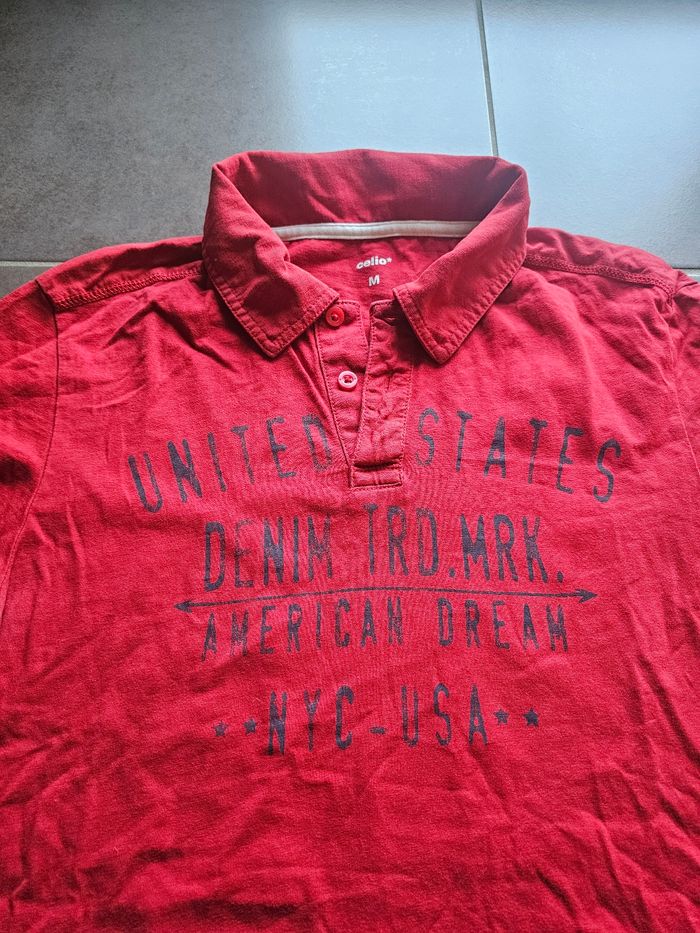 celio*
M
UNITED STATES
DENIM TRD.MRK.
AMERICAN DREAM
NYC-USA